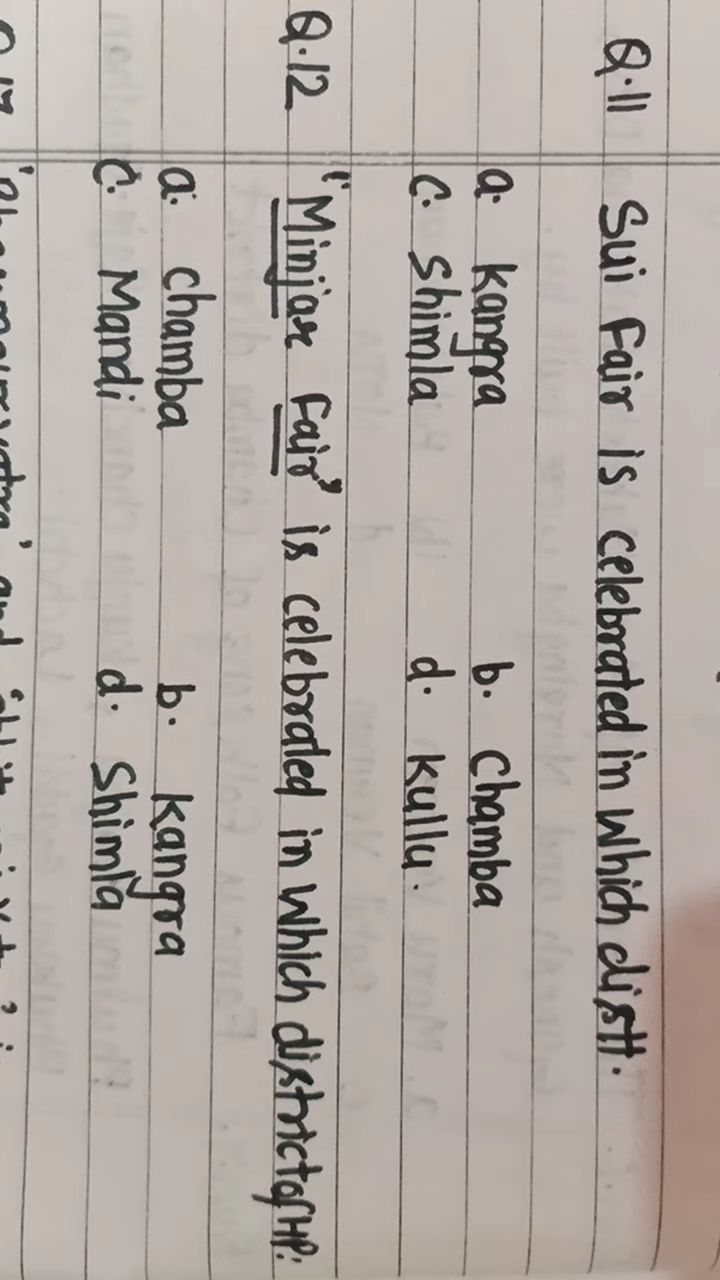 Q.11 Sui Fair is celebrated in which distt.
a. Kangra b. Chamba
c. Shimla d. Kullu.
Q.12 "Minjar Fair" is celebrated in which district of HP.
a. Chamba b. Kangra
c. Mandi d. Shimla